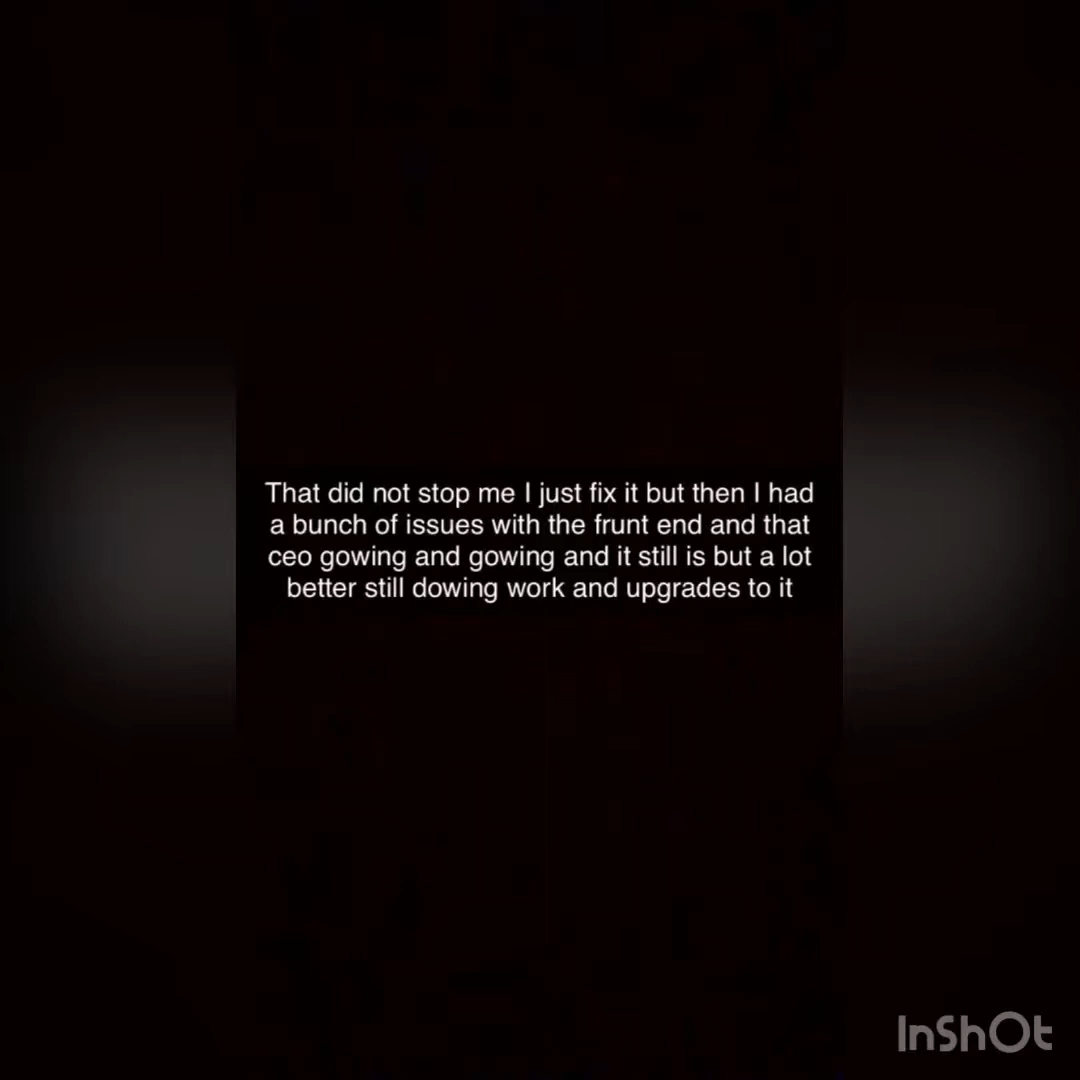 That did not stop me I just fix it but then I had
a bunch of issues with the frunt end and that
ceo gowing and gowing and it still is but a lot
better still dowing work and upgrades to it
InShOt